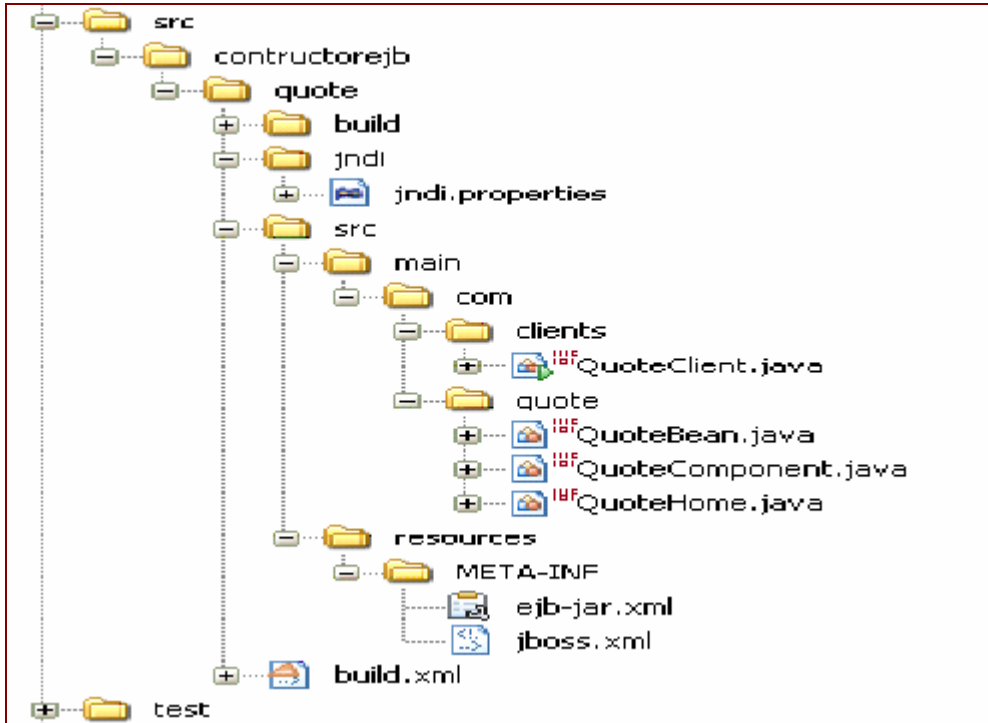 src
contructorejb
quote
build
jndi
jndi.properties
src
main
com
clients
QuoteClient.java
quote
QuoteBean.java
QuoteComponent.java
QuoteHome.java
resources
META-INF
ejb-jar.xml
jboss.xml
build.xml
test